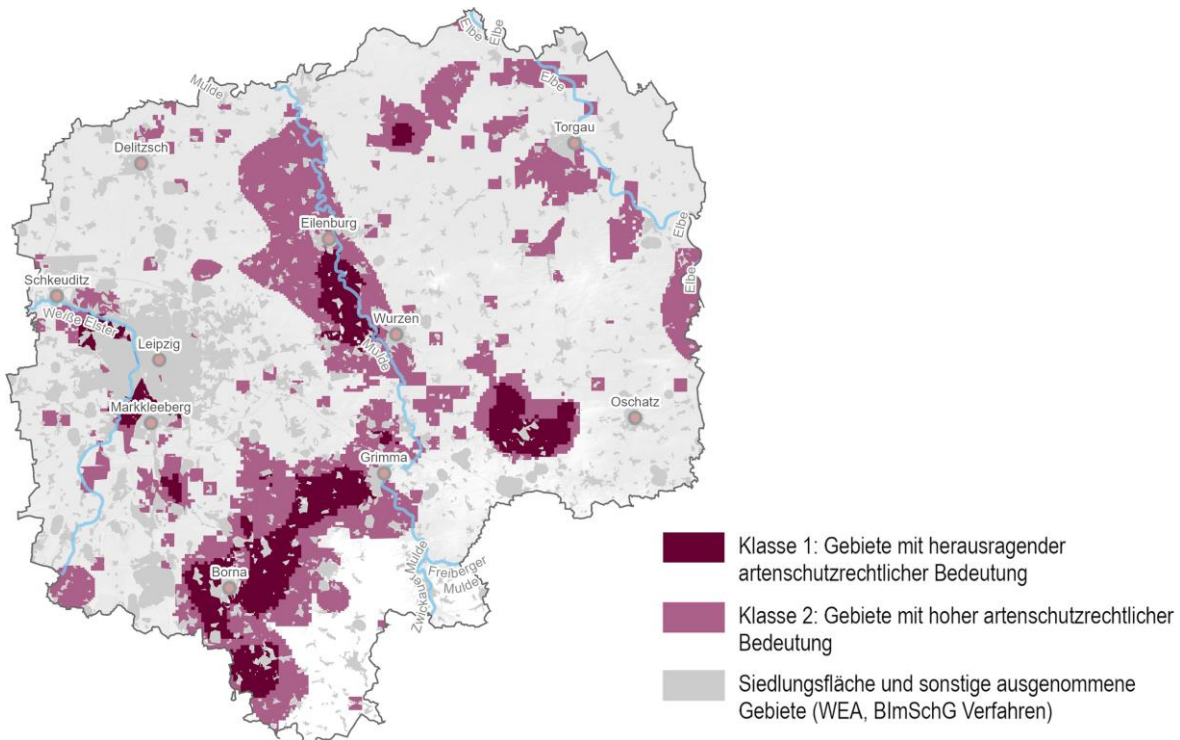 Elbe
Elbe
Mulde
Elbe
Torgau
Delitzsch
Eilenburg
Elbe
Elbe
Schkeuditz
Weiße Elster
Wurzen
Leipzig
Mulde
Markkleeberg
Oschatz
Grimma
Borna
Mulde
Zwickauer
Freiberger
Mulde
Klasse 1: Gebiete mit herausragender
artenschutzrechtlicher Bedeutung
Klasse 2: Gebiete mit hoher artenschutzrechtlicher
Bedeutung
Siedlungsfläche und sonstige ausgenommene
Gebiete (WEA, BImSchG Verfahren)